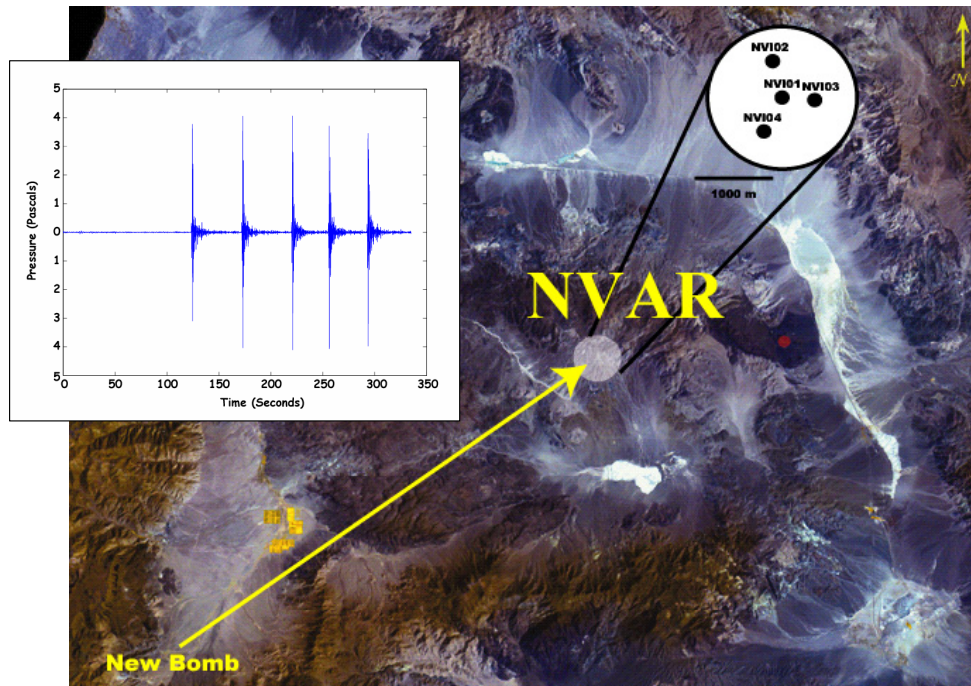 5
4
3
2
1
0
1
2
3
4
5
Pressure (Pascals)
0 50 100 150 200 250 300 350
Time (Seconds)
NVI02
NVI01 NVI03
NVI04
1000 m
N
NVAR
New Bomb